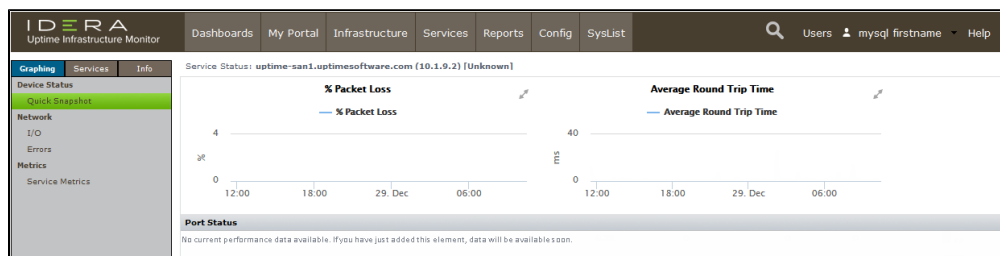 IDERA
Uptime Infrastructure Monitor
Dashboards My Portal Infrastructure Services Reports Config SysList Users mysql firstname Help
Graphing Services Info
Service Status: uptime-san1.uptimesoftware.com (10.1.9.2) [Unknown]
Device Status
Quick Snapshot
Network
I/O
Errors
Metrics
Service Metrics
% Packet Loss
% Packet Loss
4
%
0
12:00 18:00 29. Dec 06:00
Average Round Trip Time
Average Round Trip Time
40
ms
0
12:00 18:00 29. Dec 06:00
Port Status
No current performance data available. If you have just added this element, data will be available soon.